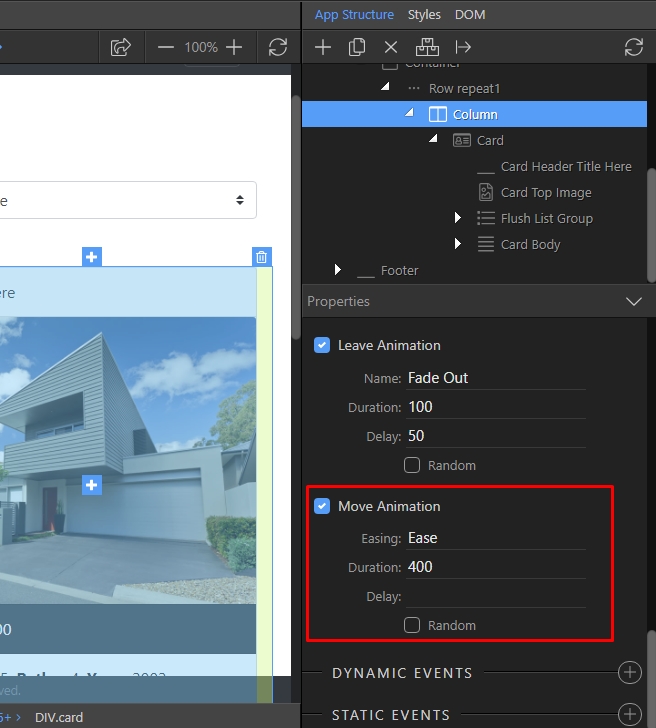 App Structure Styles DOM
100%
Container
Row repeat1
Column
Card
Card Header Title Here
Card Top Image
Flush List Group
Card Body
Footer
Properties
Leave Animation
Name: Fade Out
Duration: 100
Delay: 50
Random
Move Animation
Easing: Ease
Duration: 400
Delay:
Random
DYNAMIC EVENTS
STATIC EVENTS
e
ere
00
2003
ved.
DIV.card